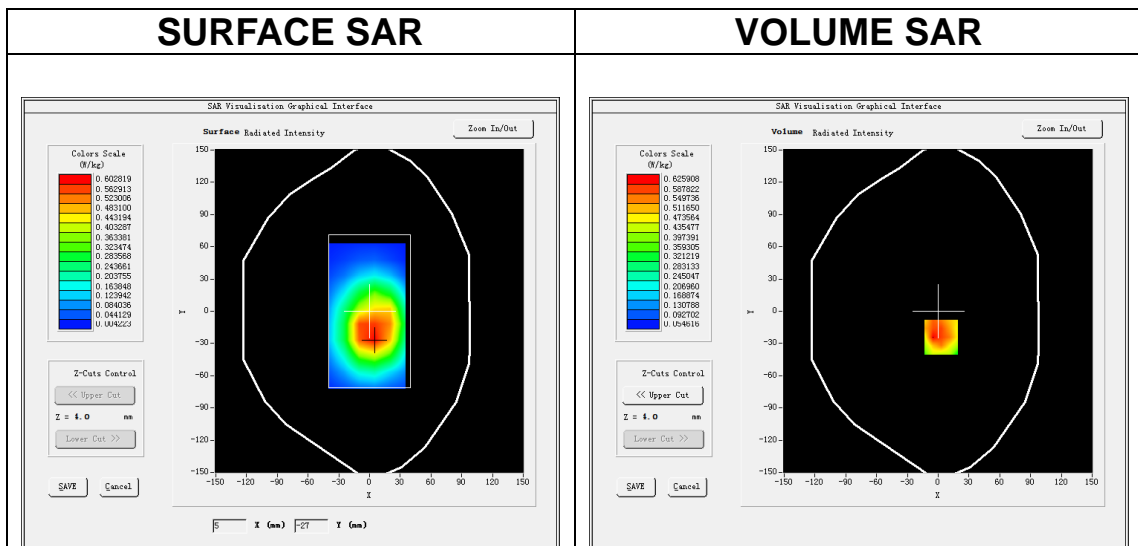 SURFACE SAR
VOLUME SAR
SAR Visualisation Graphical Interface
Surface Radiated Intensity
Zoom In/Out
Colors Scale
(W/kg)
0.602819
0.562913
0.523006
0.483100
0.443194
0.403287
0.363381
0.323474
0.283568
0.243661
0.203755
0.163848
0.123942
0.084036
0.044129
0.004223
Z-Cuts Control
<< Upper Cut
Z = 4.0 mm
Lower Cut >>
SAVE
Cancel
150
120
90
60
30
0
-30
-60
-90
-120
-150
Y
-150 -120 -90 -60 -30 0 30 60 90 120 150
X
5 X (mm) -27 Y (mm)
SAR Visualisation Graphical Interface
Volume Radiated Intensity
Zoom In/Out
Colors Scale
(W/kg)
0.625908
0.587822
0.549736
0.511650
0.473564
0.435477
0.397391
0.359305
0.321219
0.283133
0.245047
0.206960
0.168874
0.130788
0.092702
0.054616
Z-Cuts Control
<< Upper Cut
Z = 4.0 mm
Lower Cut >>
SAVE
Cancel
150
120
90
60
30
0
-30
-60
-90
-120
-150
Y
-150 -120 -90 -60 -30 0 30 60 90 120 150
X